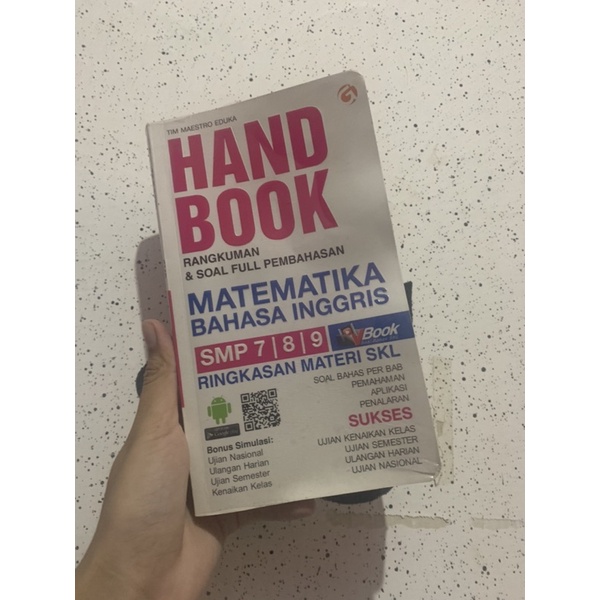 TIM MAESTRO EDUKA
HAND
BOOK
RANGKUMAN
& SOAL FULL PEMBAHASAN
MATEMATIKA
BAHASA INGGRIS
SMP 7|8|9
Book
RINGKASAN MATERI SKL
SOAL BAHAS PER BAB
PEMAHAMAN
APLIKASI
PENALARAN
SUKSES
UJIAN KENAIKAN KELAS
UJIAN SEMESTER
ULANGAN HARIAN
UJIAN NASIONAL
Bonus Simulasi:
Ujian Nasional
Ulangan Harian
Ujian Semester
Kenaikan Kelas